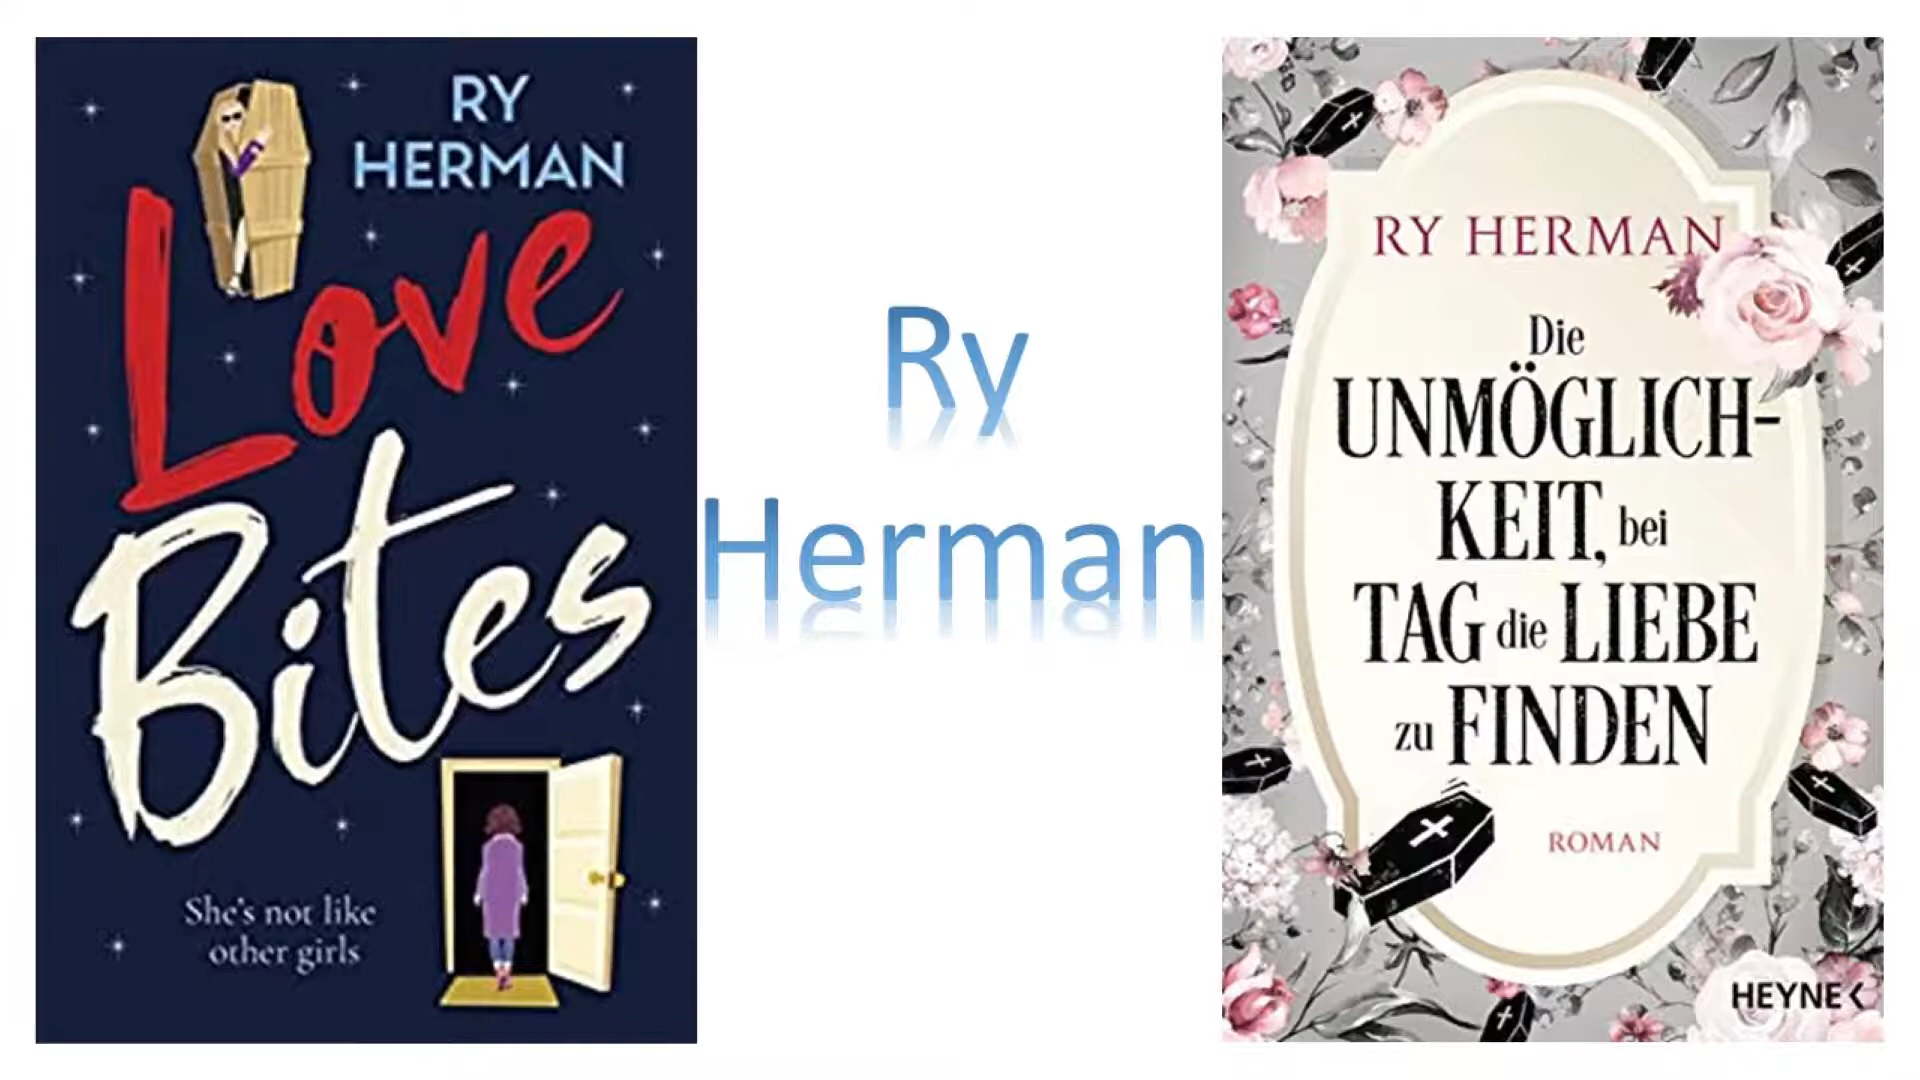 RY
HERMAN
Love
Bites
She's not like
other girls
Ry
Herman
RY HERMAN
Die
UNMÖGLICH-
KEIT, bei
TAG die LIEBE
zu FINDEN
ROMAN
HEYNE